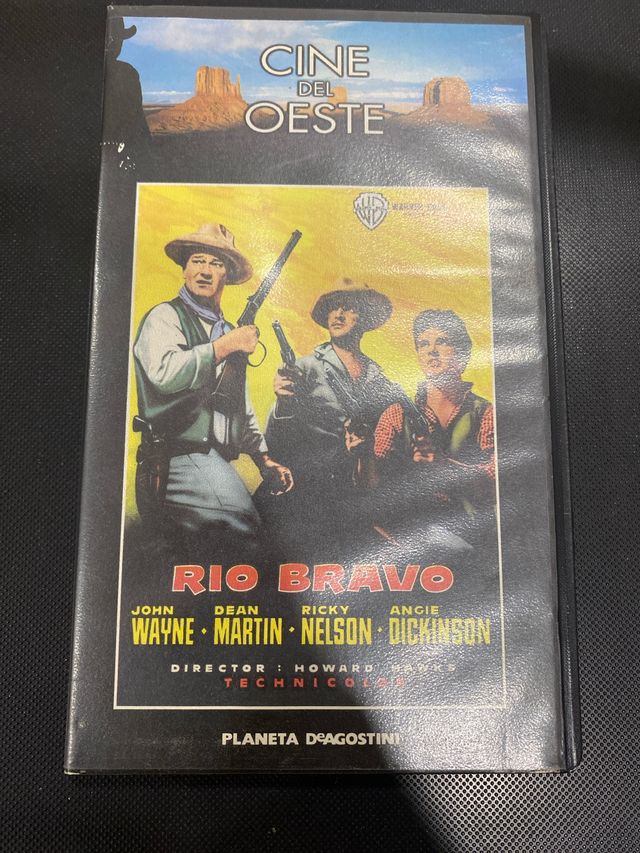 CINE
DEL
OESTE
WB
RIO BRAVO
JOHN DEAN RICKY ANGIE
WAYNE · MARTIN · NELSON · DICKINSON
DIRECTOR : HOWARD HAWKS
TECHNICOLOR
PLANETA DeAGOSTINI